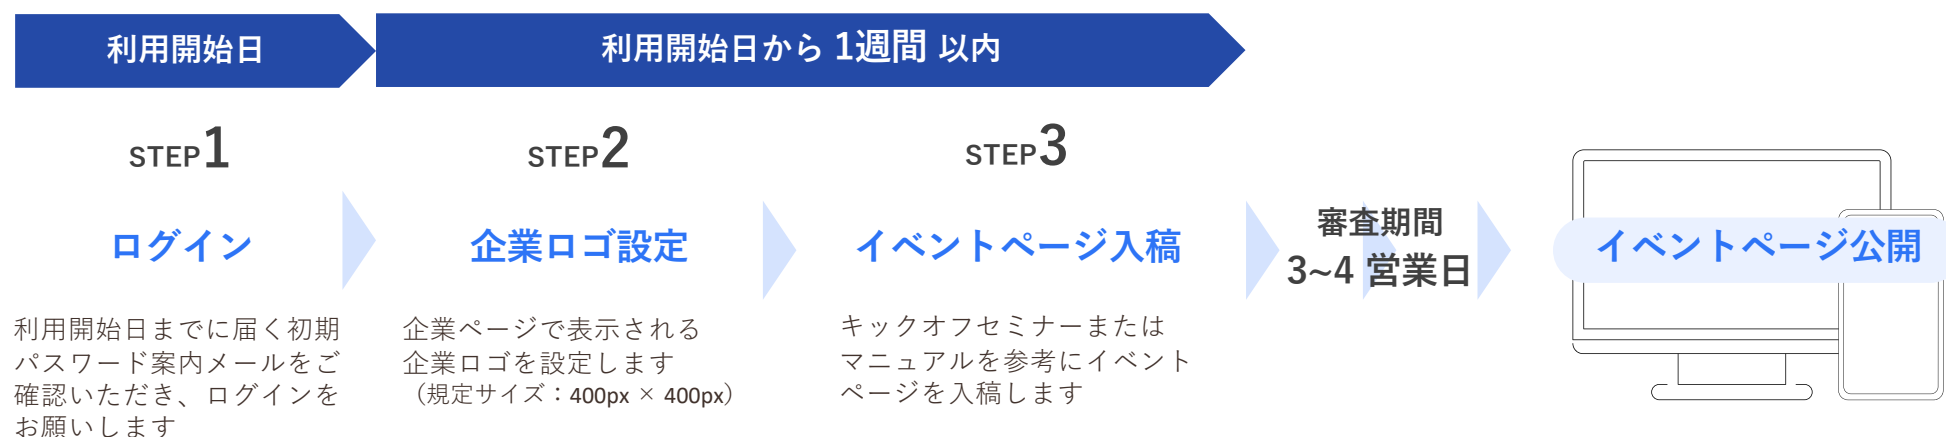 利用開始日
利用開始日から 1週間 以内
STEP1
ログイン
利用開始日までに届く初期
パスワード案内メールをご
確認いただき、ログインを
お願いします
STEP2
企業ロゴ設定
企業ページで表示される
企業ロゴを設定します
（規定サイズ：400px × 400px）
STEP3
イベントページ入稿
キックオフセミナーまたは
マニュアルを参考にイベント
ページを入稿します
審査期間
3~4 営業日
イベントページ公開